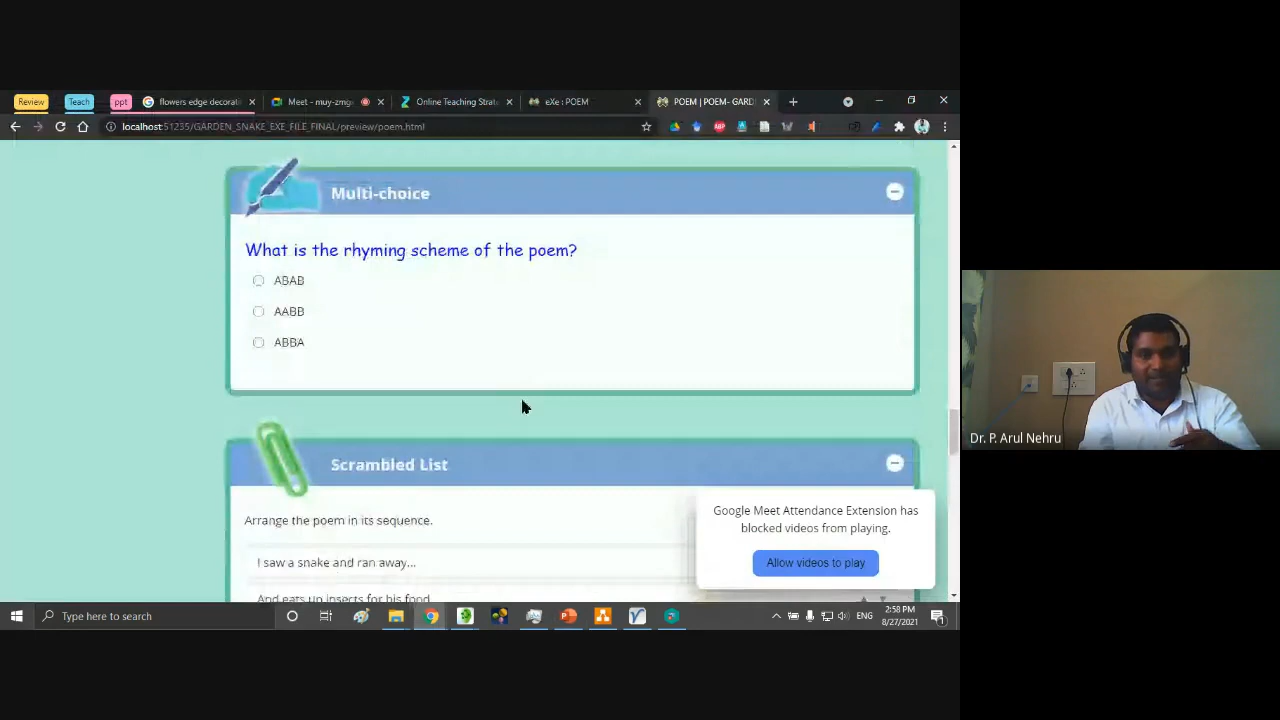 Review
Teach
ppt
flowers edge decorati
Meet - muy-zmg
Online Teaching Strate
eXe : POEM
POEM | POEM- GARD
localhost:51235/GARDEN_SNAKE_EXE_FILE_FINAL/preview/poem.html
Multi-choice
What is the rhyming scheme of the poem?
ABAB
AABB
ABBA
Dr. P. Arul Nehru
Scrambled List
Arrange the poem in its sequence.
I saw a snake and ran away...
And eats up insects for his food
Google Meet Attendance Extension has
blocked videos from playing.
Allow videos to play
Type here to search
ENG
2:58 PM
8/27/2021